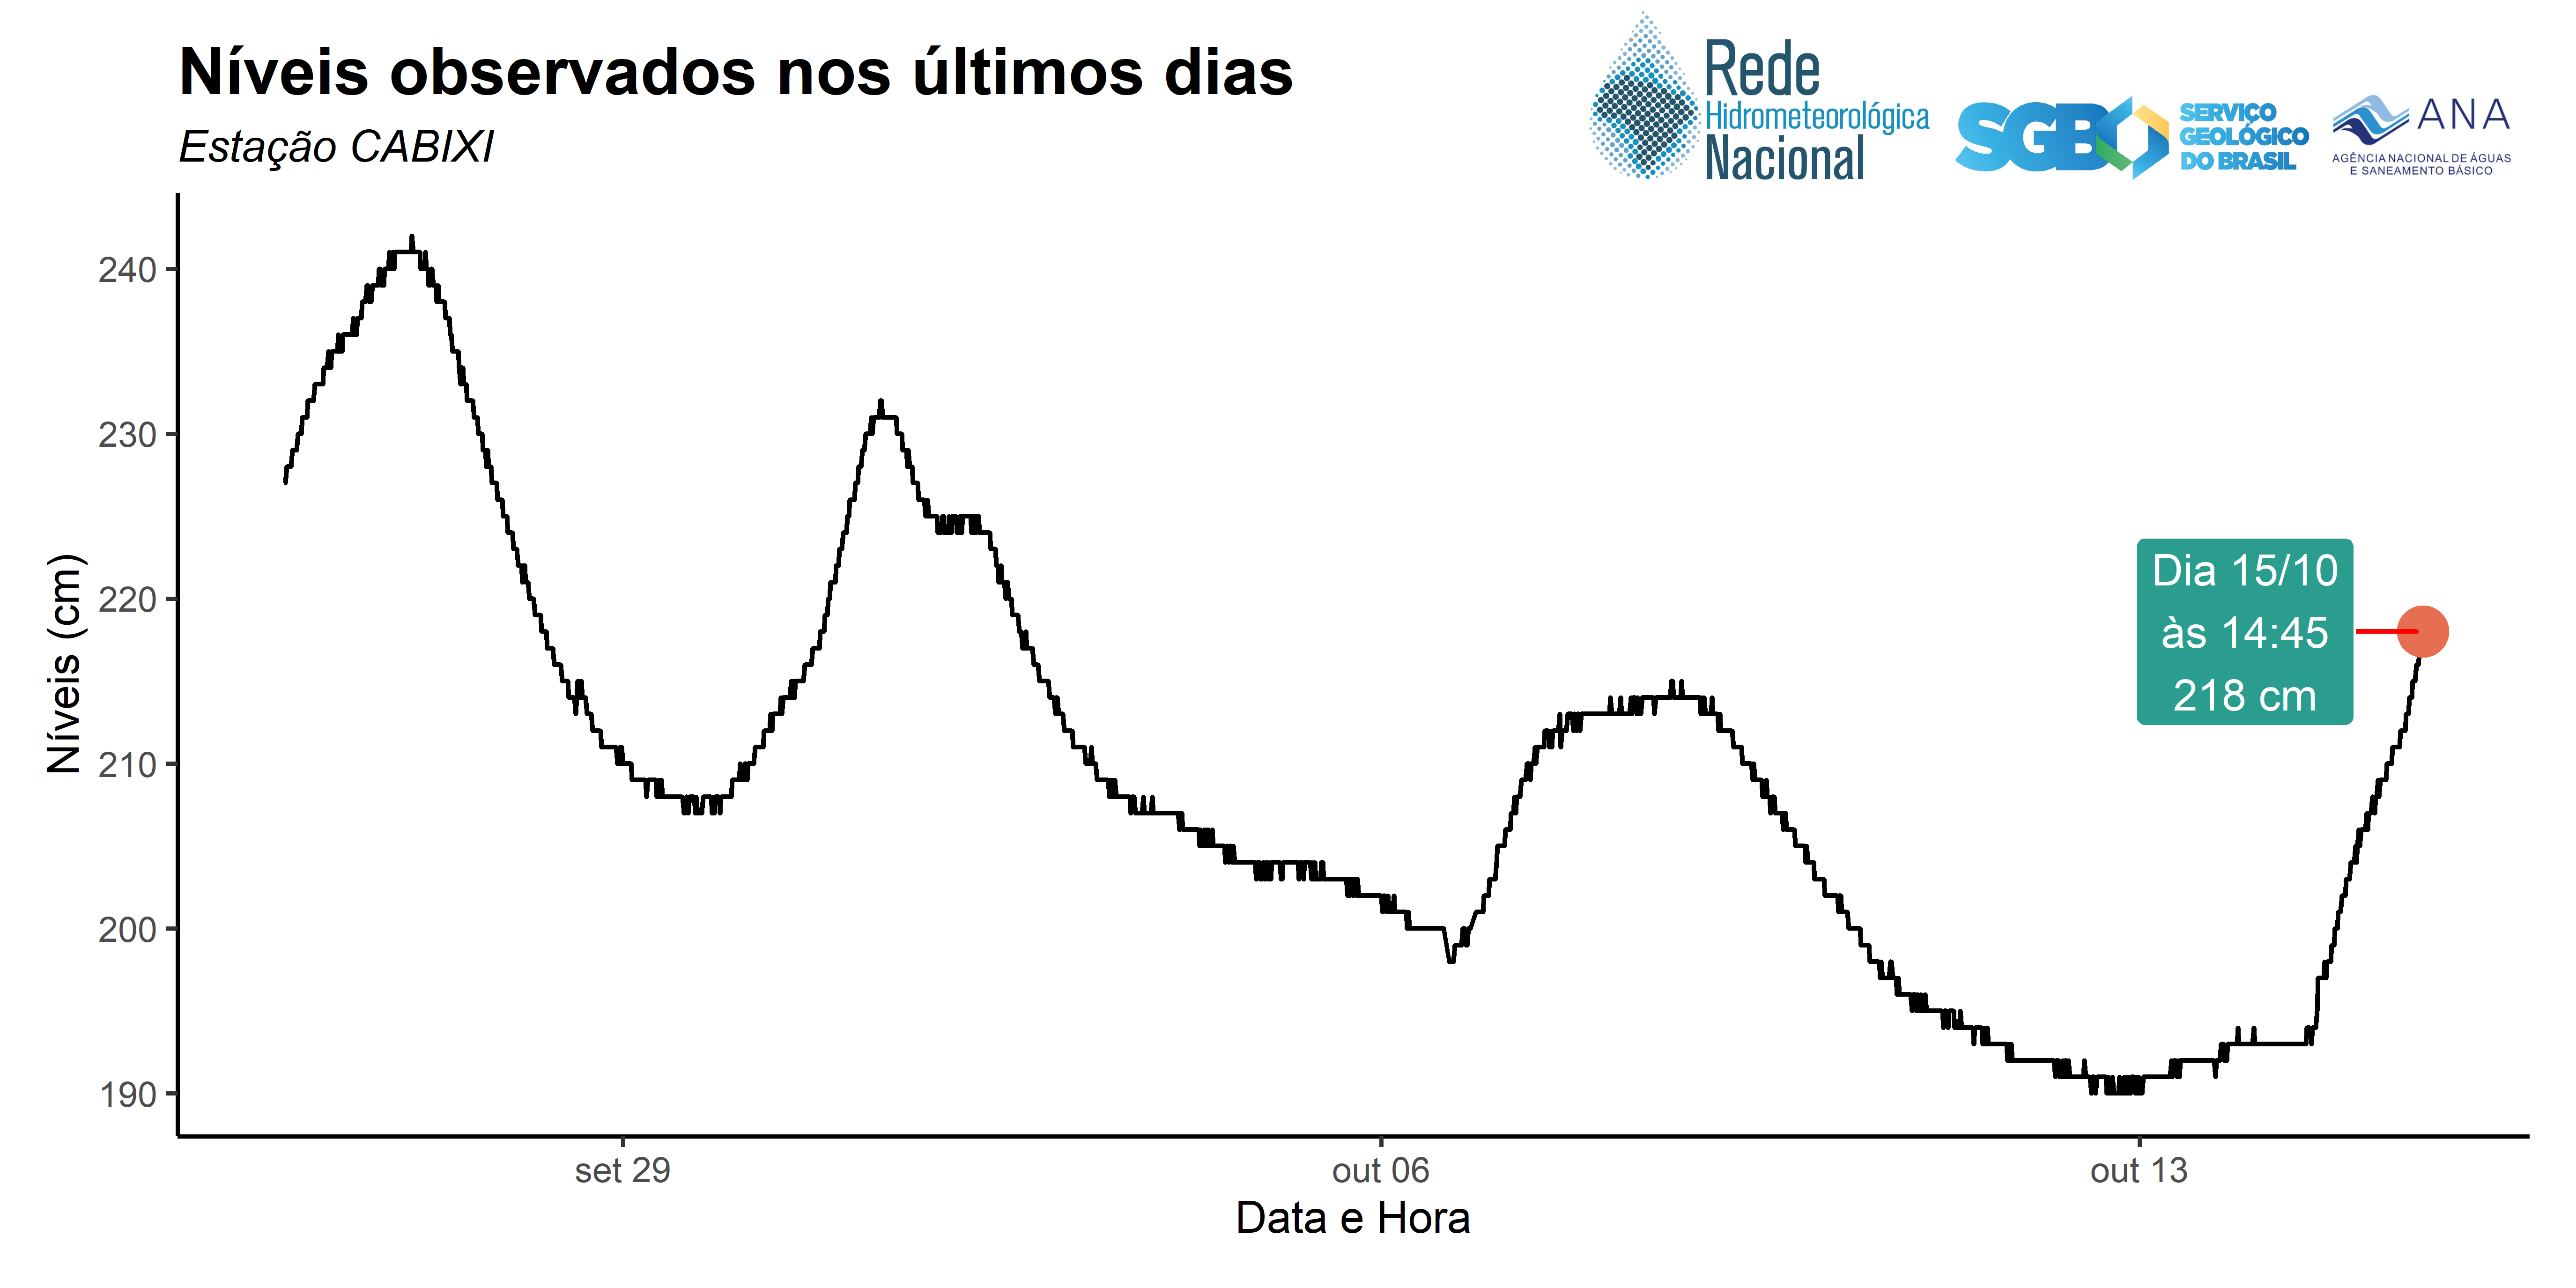 Níveis observados nos últimos dias
Estação CABIXI
Rede
Hidrometeorológica
Nacional
SGB
SERVIÇO
GEOLÓGICO
DO BRASIL
ANA
AGÊNCIA NACIONAL DE ÁGUAS
E SANEAMENTO BÁSICO
Níveis (cm)
240
230
220
210
200
190
Dia 15/10
às 14:45
218 cm
set 29
out 06
out 13
Data e Hora